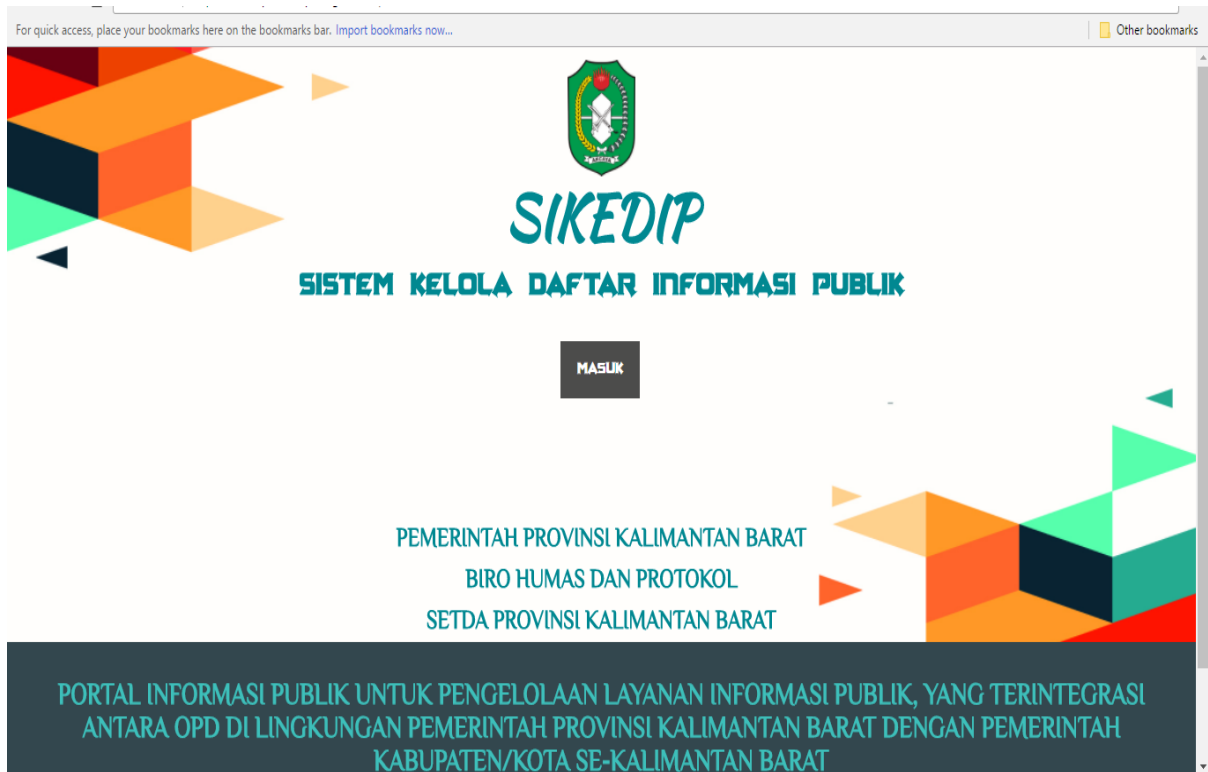 For quick access, place your bookmarks here on the bookmarks bar. Import bookmarks now...
Other bookmarks
SIKEDIP
SISTEM KELOLA DAFTAR INFORMASI PUBLIK
MASUK
PEMERINTAH PROVINSI KALIMANTAN BARAT
BIRO HUMAS DAN PROTOKOL
SETDA PROVINSI KALIMANTAN BARAT
PORTAL INFORMASI PUBLIK UNTUK PENGELOLAAN LAYANAN INFORMASI PUBLIK, YANG TERINTEGRASI
ANTARA OPD DI LINGKUNGAN PEMERINTAH PROVINSI KALIMANTAN BARAT DENGAN PEMERINTAH
KABUPATEN/KOTA SE-KALIMANTAN BARAT